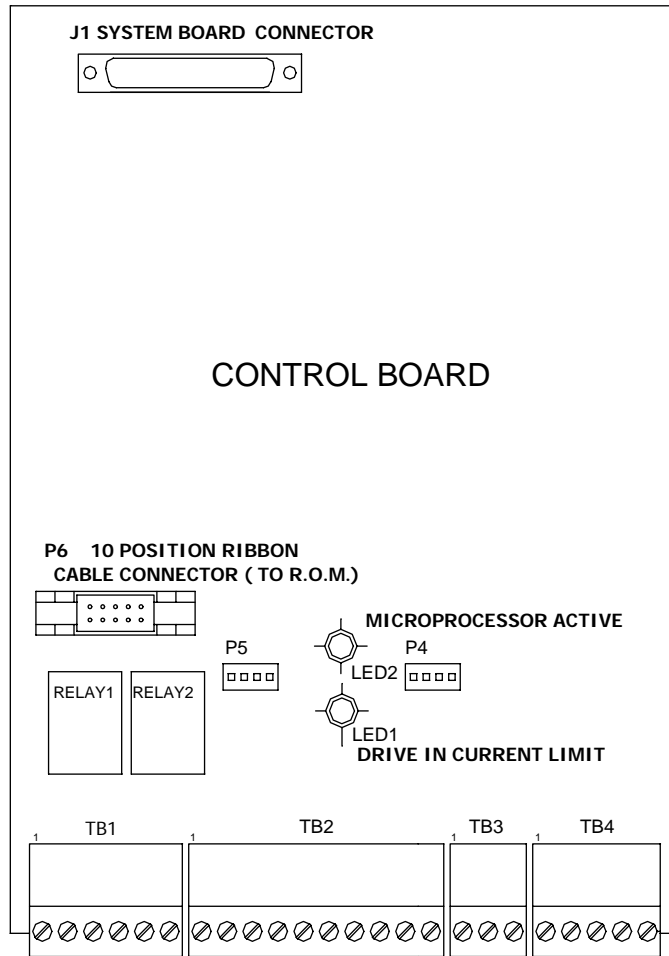 J1 SYSTEM BOARD CONNECTOR
CONTROL BOARD
P6 10 POSITION RIBBON
CABLE CONNECTOR ( TO R.O.M.)
MICROPROCESSOR ACTIVE
P5
P4
LED2
RELAY1
RELAY2
LED1
DRIVE IN CURRENT LIMIT
1
TB1
1
TB2
1
TB3
1
TB4